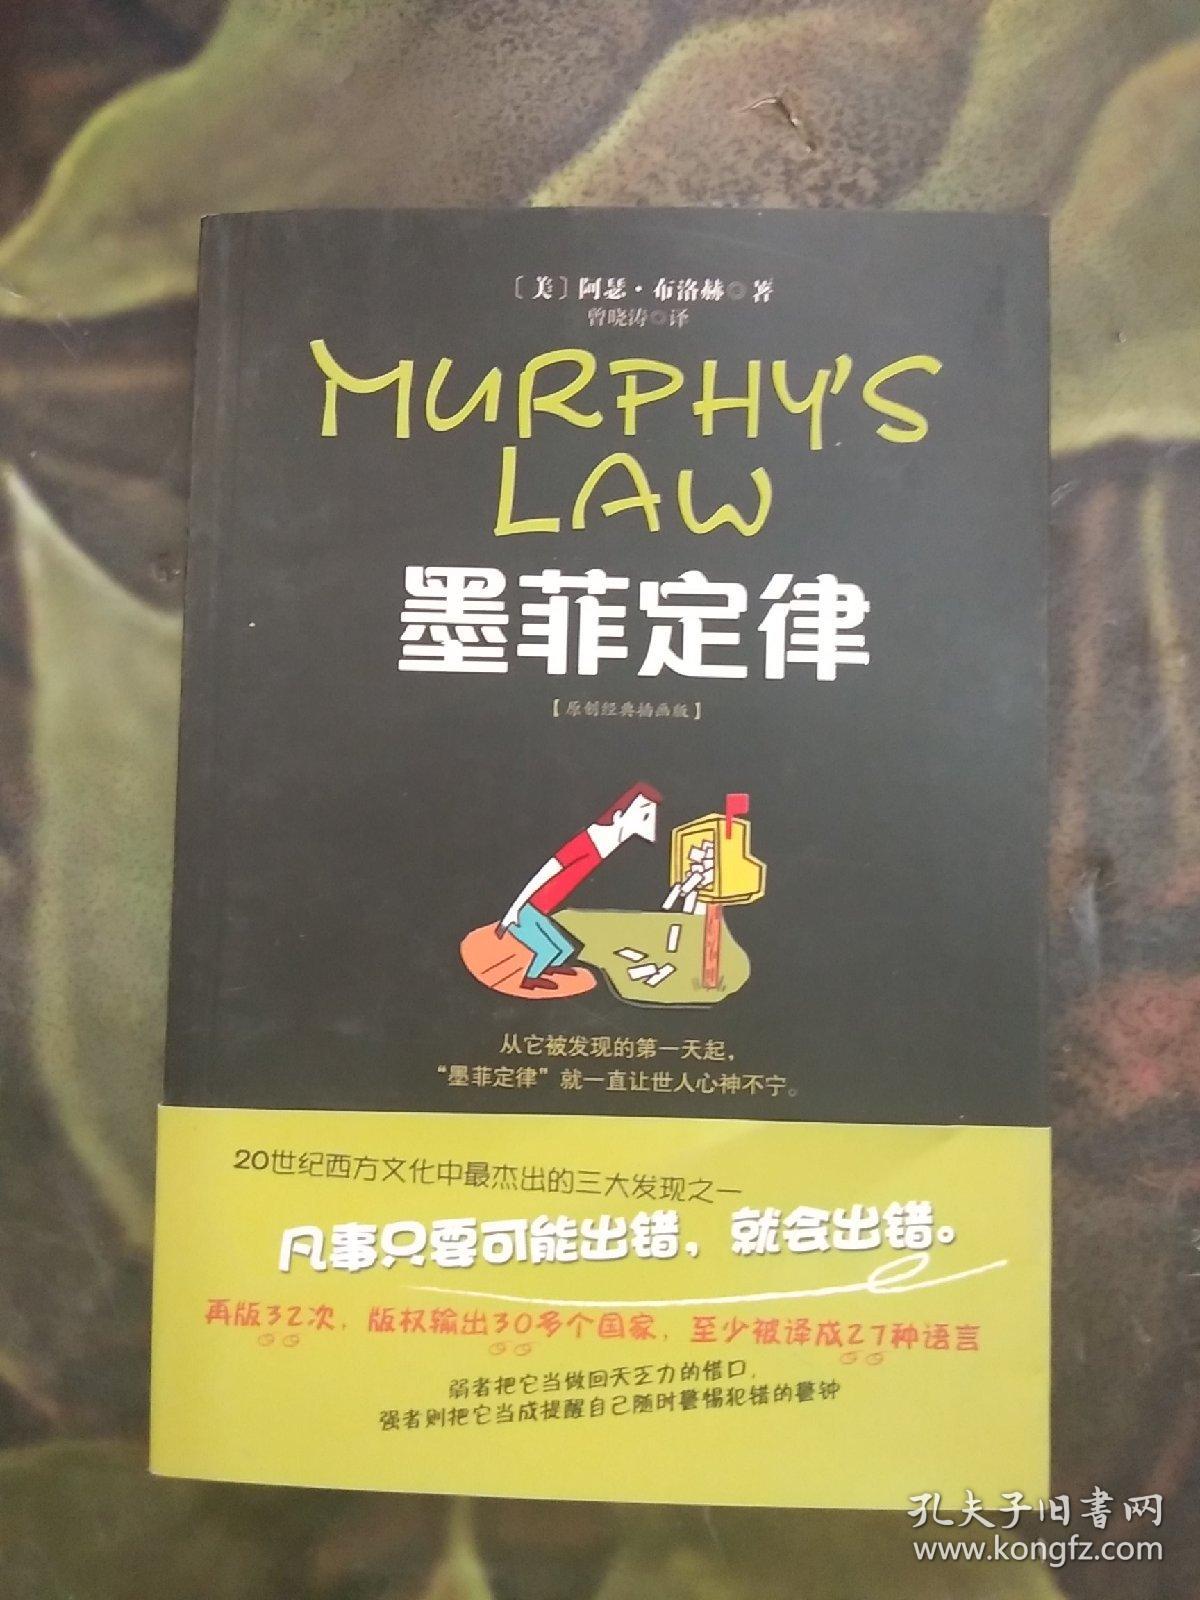 〔美〕阿瑟·布洛赫◎著
曾晓涛◎译
MURPHY'S
LAW
墨菲定律
【原创经典插画版】
从它被发现的第一天起，
“墨菲定律”就一直让世人心神不宁。
20世纪西方文化中最杰出的三大发现之一
凡事只要可能出错，就会出错。
再版32次，版权输出30多个国家，至少被译成27种语言
弱者把它当做回天乏力的借口，
强者则把它当成提醒自己随时警惕犯错的警钟
孔夫子旧书网
www.kongfz.com